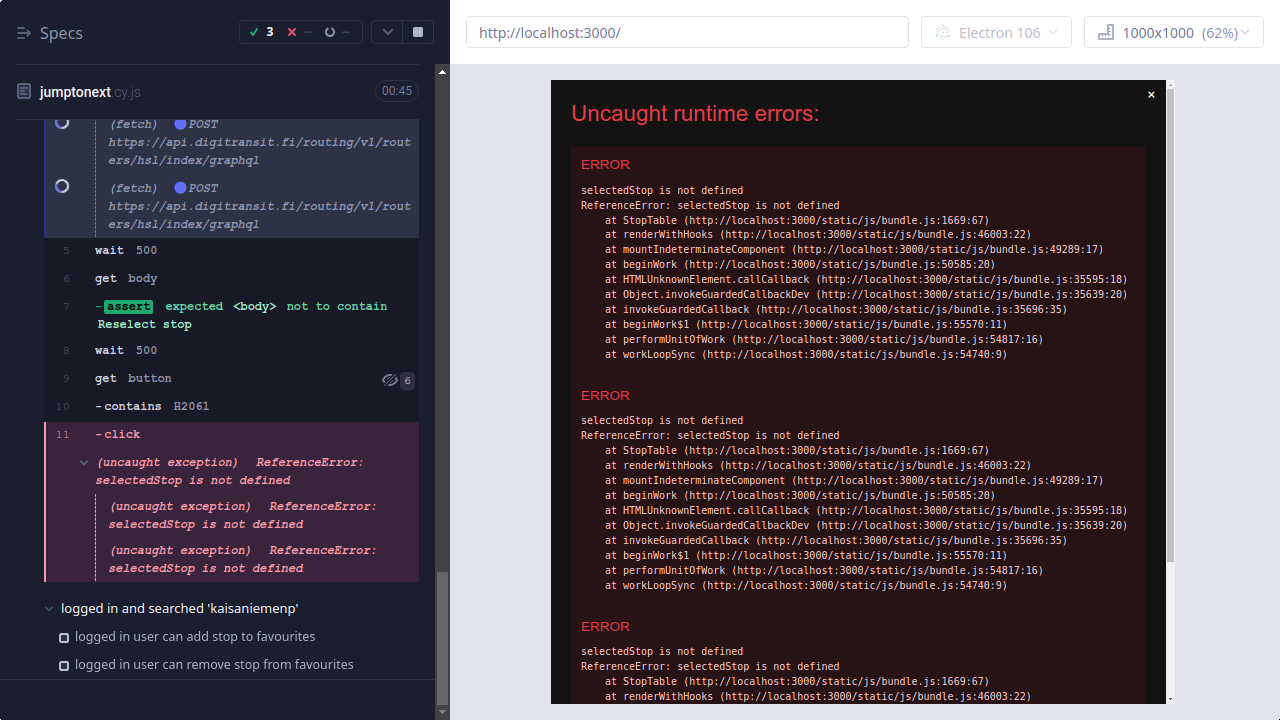 Specs
3
--
--
jumptonext.cy.js
00:45
(fetch) POST
https://api.digitransit.fi/routing/v1/rout
ers/hsl/index/graphql
(fetch) POST
https://api.digitransit.fi/routing/v1/rout
ers/hsl/index/graphql
5 wait 500
6 get body
7 -assert expected <body> not to contain
Reselect stop
8 wait 500
9 get button 6
10 -contains H2061
11 -click
(uncaught exception) ReferenceError:
selectedStop is not defined
(uncaught exception) ReferenceError:
selectedStop is not defined
(uncaught exception) ReferenceError:
selectedStop is not defined
logged in and searched 'kaisaniemenp'
logged in user can add stop to favourites
logged in user can remove stop from favourites
http://localhost:3000/
Electron 106
1000x1000 (62%)
×
Uncaught runtime errors:
ERROR
selectedStop is not defined
ReferenceError: selectedStop is not defined
at StopTable (http://localhost:3000/static/js/bundle.js:1669:67)
at renderWithHooks (http://localhost:3000/static/js/bundle.js:46003:22)
at mountIndeterminateComponent (http://localhost:3000/static/js/bundle.js:49289:17)
at beginWork (http://localhost:3000/static/js/bundle.js:50585:20)
at HTMLUnknownElement.callCallback (http://localhost:3000/static/js/bundle.js:35595:18)
at Object.invokeGuardedCallbackDev (http://localhost:3000/static/js/bundle.js:35639:20)
at invokeGuardedCallback (http://localhost:3000/static/js/bundle.js:35696:35)
at beginWork$1 (http://localhost:3000/static/js/bundle.js:55570:11)
at performUnitOfWork (http://localhost:3000/static/js/bundle.js:54817:16)
at workLoopSync (http://localhost:3000/static/js/bundle.js:54740:9)
ERROR
selectedStop is not defined
ReferenceError: selectedStop is not defined
at StopTable (http://localhost:3000/static/js/bundle.js:1669:67)
at renderWithHooks (http://localhost:3000/static/js/bundle.js:46003:22)
at mountIndeterminateComponent (http://localhost:3000/static/js/bundle.js:49289:17)
at beginWork (http://localhost:3000/static/js/bundle.js:50585:20)
at HTMLUnknownElement.callCallback (http://localhost:3000/static/js/bundle.js:35595:18)
at Object.invokeGuardedCallbackDev (http://localhost:3000/static/js/bundle.js:35639:20)
at invokeGuardedCallback (http://localhost:3000/static/js/bundle.js:35696:35)
at beginWork$1 (http://localhost:3000/static/js/bundle.js:55570:11)
at performUnitOfWork (http://localhost:3000/static/js/bundle.js:54817:16)
at workLoopSync (http://localhost:3000/static/js/bundle.js:54740:9)
ERROR
selectedStop is not defined
ReferenceError: selectedStop is not defined
at StopTable (http://localhost:3000/static/js/bundle.js:1669:67)
at renderWithHooks (http://localhost:3000/static/js/bundle.js:46003:22)